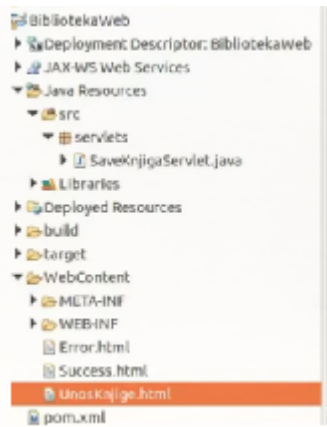 BibliotekaWeb
Deployment Descriptor: BibliotekaWeb
JAX-WS Web Services
Java Resources
src
servlets
SaveKnjigaServlet.java
Libraries
Deployed Resources
build
target
WebContent
META-INF
WEB-INF
Error.html
Success.html
UnosKnjige.html
pom.xml